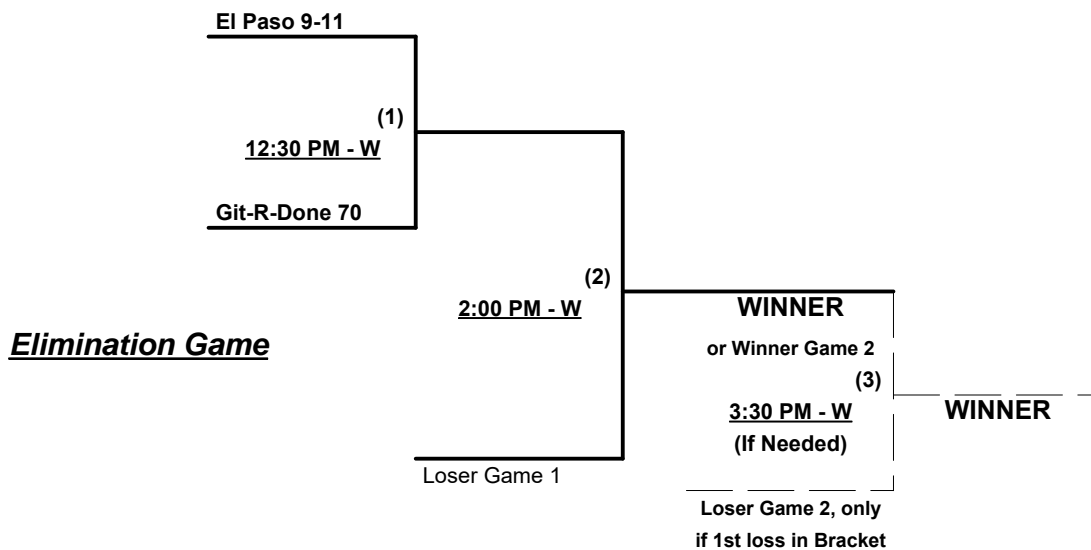 El Paso 9-11
(1)
12:30 PM - W
Git-R-Done 70
(2)
2:00 PM - W
WINNER
Elimination Game
or Winner Game 2
(3)
3:30 PM - W
WINNER
(If Needed)
Loser Game 1
Loser Game 2, only
if 1st loss in Bracket